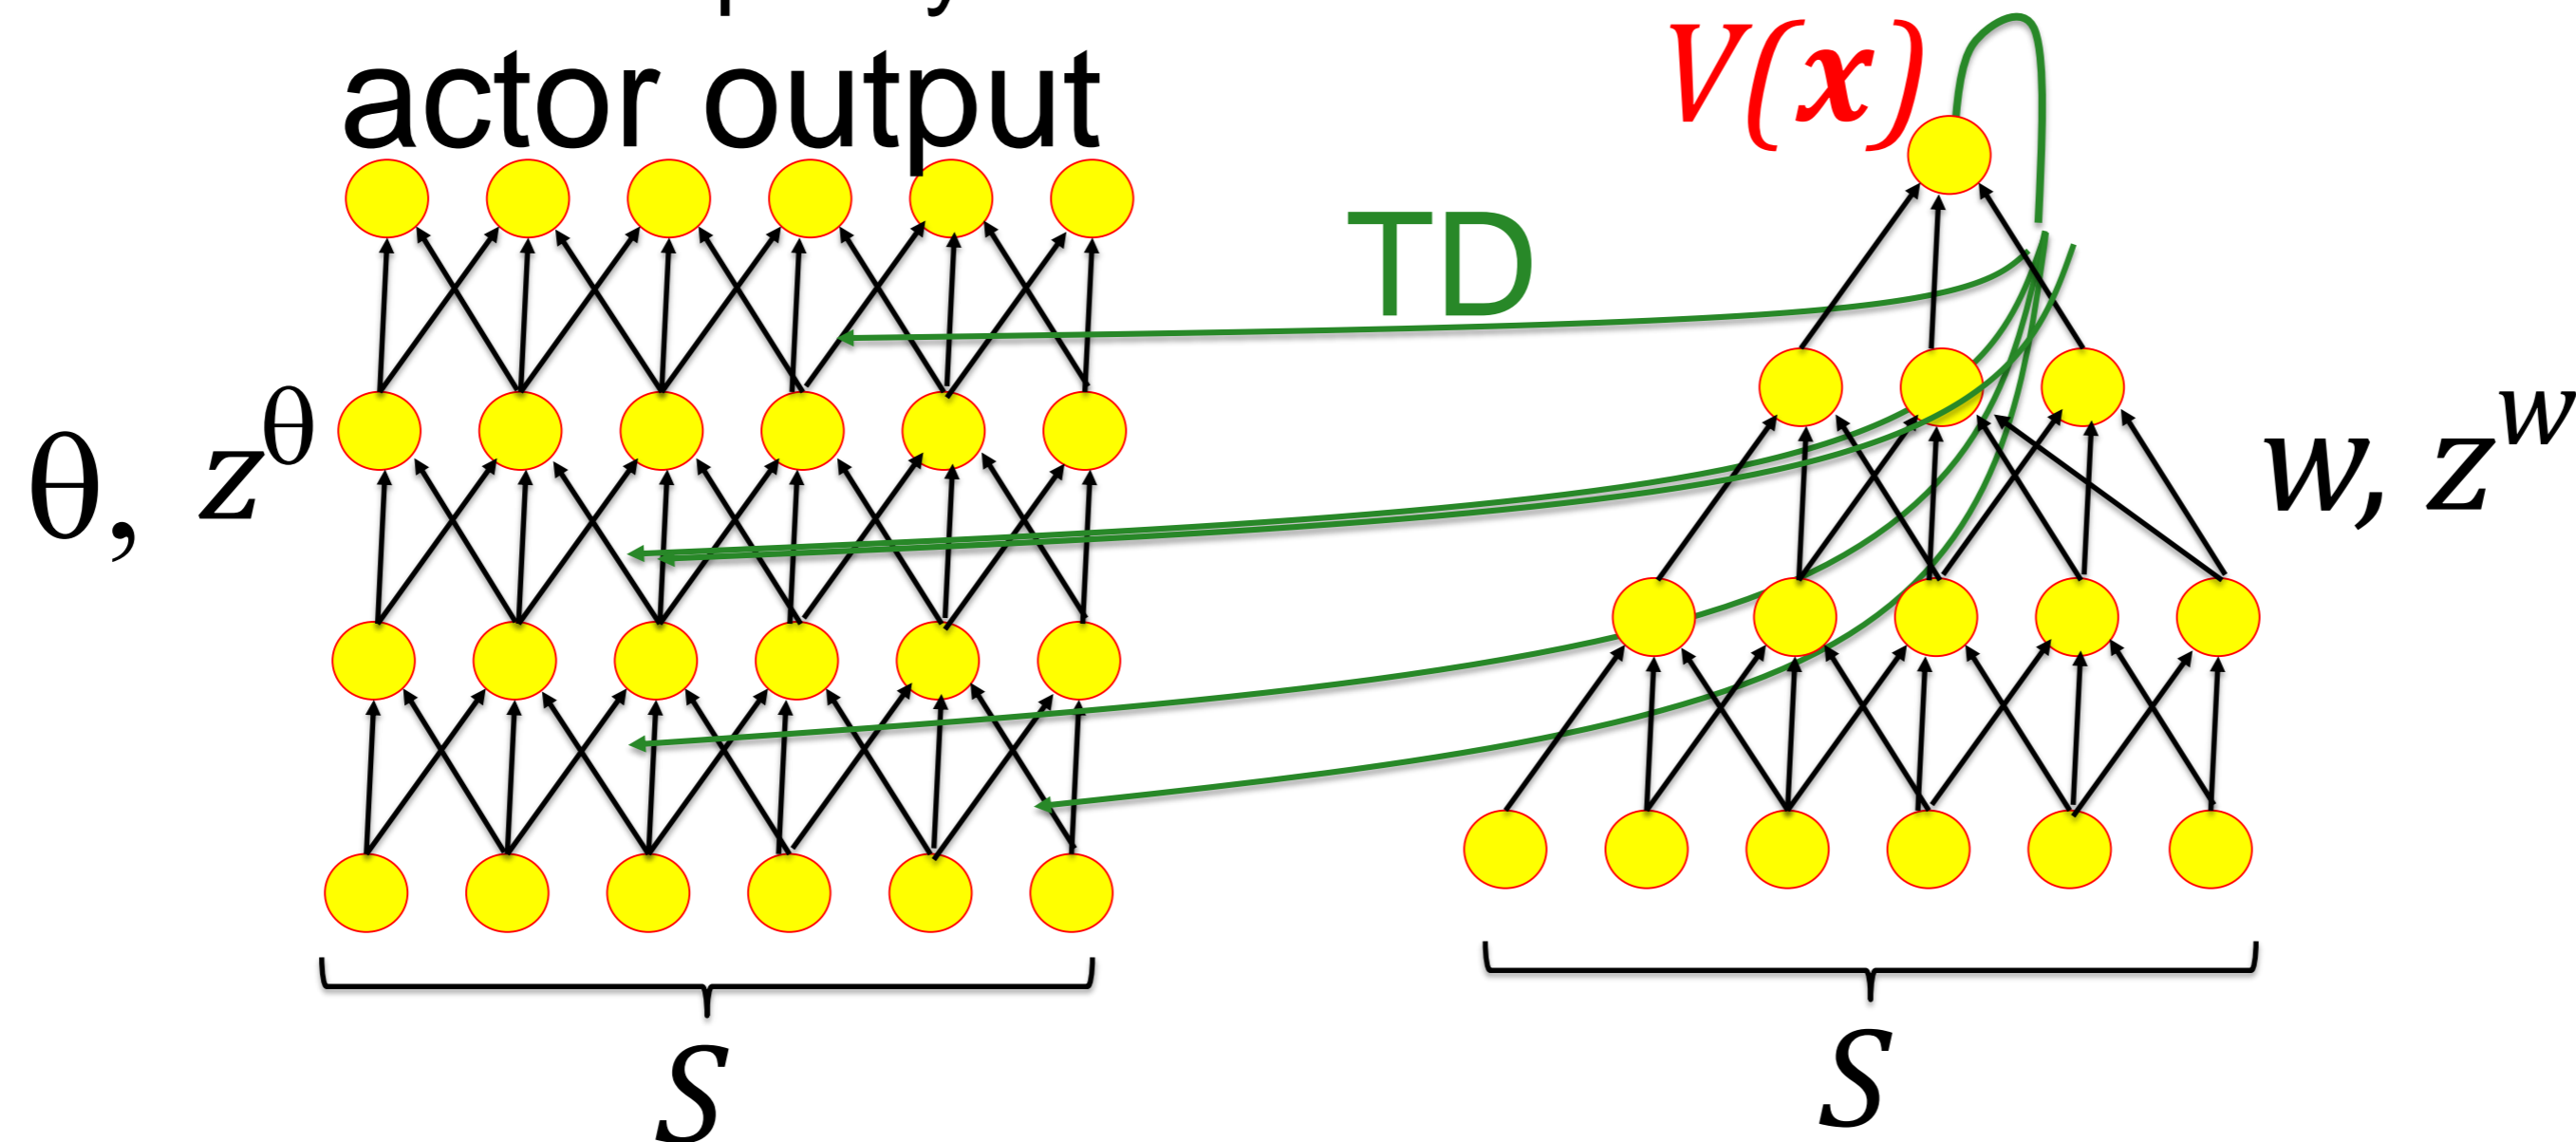 actor output
V(x)
TD
θ, z^θ
w, z^w
S
S